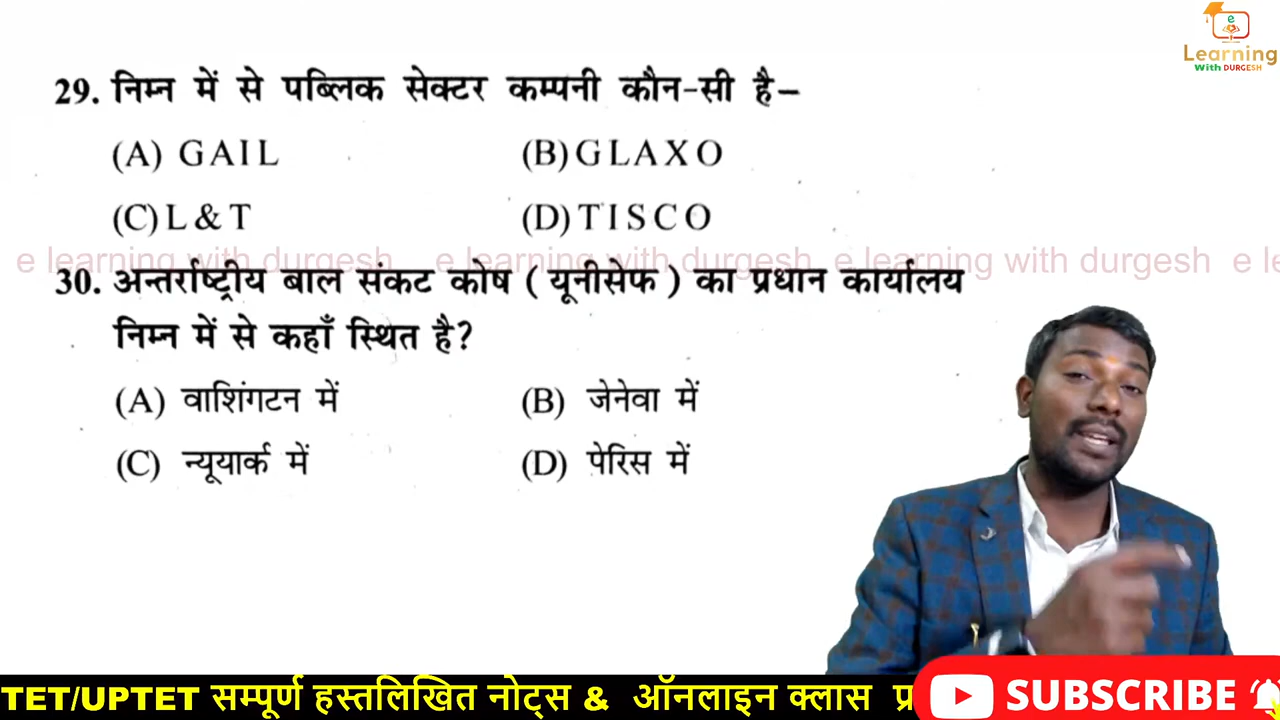 e
Learning
With DURGESH
29. निम्न में से पब्लिक सेक्टर कम्पनी कौन-सी है–
(A) GAIL (B) GLAXO
(C) L & T (D) TISCO
e learning with durgesh e learning with durgesh e learning with durgesh e le
30. अन्तर्राष्ट्रीय बाल संकट कोष ( यूनीसेफ ) का प्रधान कार्यालय
निम्न में से कहाँ स्थित है?
(A) वाशिंगटन में (B) जेनेवा में
(C) न्यूयार्क में (D) पेरिस में
TET/UPTET सम्पूर्ण हस्तलिखित नोट्स & ऑनलाइन क्लास प्र
SUBSCRIBE